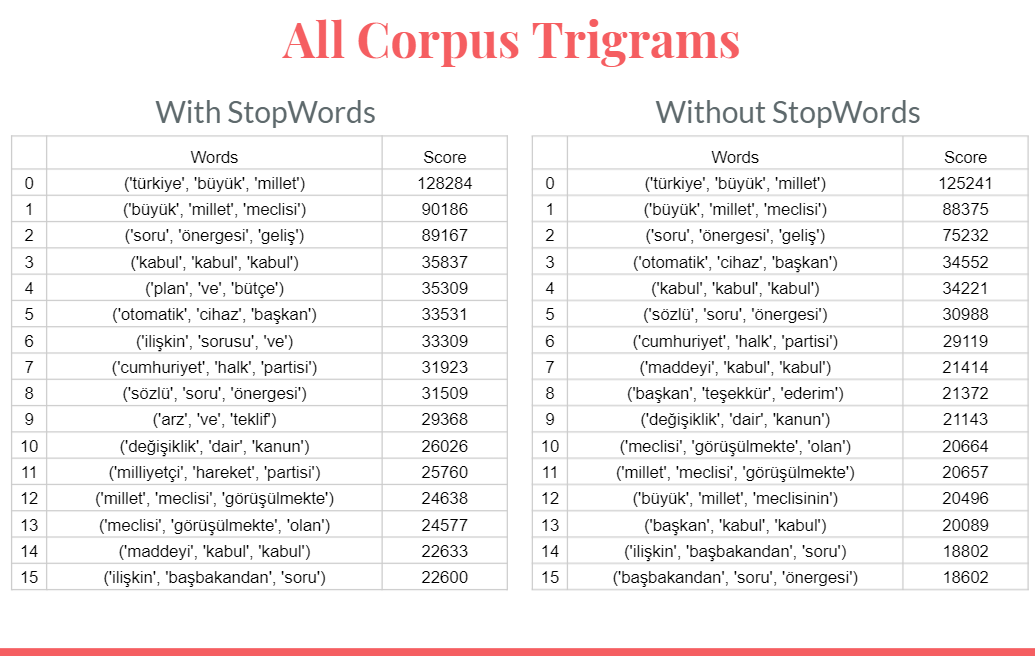 All Corpus Trigrams
With StopWords
Words Score
0 ('türkiye', 'büyük', 'millet') 128284
1 ('büyük', 'millet', 'meclisi') 90186
2 ('soru', 'önergesi', 'geliş') 89167
3 ('kabul', 'kabul', 'kabul') 35837
4 ('plan', 've', 'bütçe') 35309
5 ('otomatik', 'cihaz', 'başkan') 33531
6 ('ilişkin', 'sorusu', 've') 33309
7 ('cumhuriyet', 'halk', 'partisi') 31923
8 ('sözlü', 'soru', 'önergesi') 31509
9 ('arz', 've', 'teklif') 29368
10 ('değişiklik', 'dair', 'kanun') 26026
11 ('milliyetçi', 'hareket', 'partisi') 25760
12 ('millet', 'meclisi', 'görüşülmekte') 24638
13 ('meclisi', 'görüşülmekte', 'olan') 24577
14 ('maddeyi', 'kabul', 'kabul') 22633
15 ('ilişkin', 'başbakandan', 'soru') 22600
Without StopWords
Words Score
0 ('türkiye', 'büyük', 'millet') 125241
1 ('büyük', 'millet', 'meclisi') 88375
2 ('soru', 'önergesi', 'geliş') 75232
3 ('otomatik', 'cihaz', 'başkan') 34552
4 ('kabul', 'kabul', 'kabul') 34221
5 ('sözlü', 'soru', 'önergesi') 30988
6 ('cumhuriyet', 'halk', 'partisi') 29119
7 ('maddeyi', 'kabul', 'kabul') 21414
8 ('başkan', 'teşekkür', 'ederim') 21372
9 ('değişiklik', 'dair', 'kanun') 21143
10 ('meclisi', 'görüşülmekte', 'olan') 20664
11 ('millet', 'meclisi', 'görüşülmekte') 20657
12 ('büyük', 'millet', 'meclisinin') 20496
13 ('başkan', 'kabul', 'kabul') 20089
14 ('ilişkin', 'başbakandan', 'soru') 18802
15 ('başbakandan', 'soru', 'önergesi') 18602